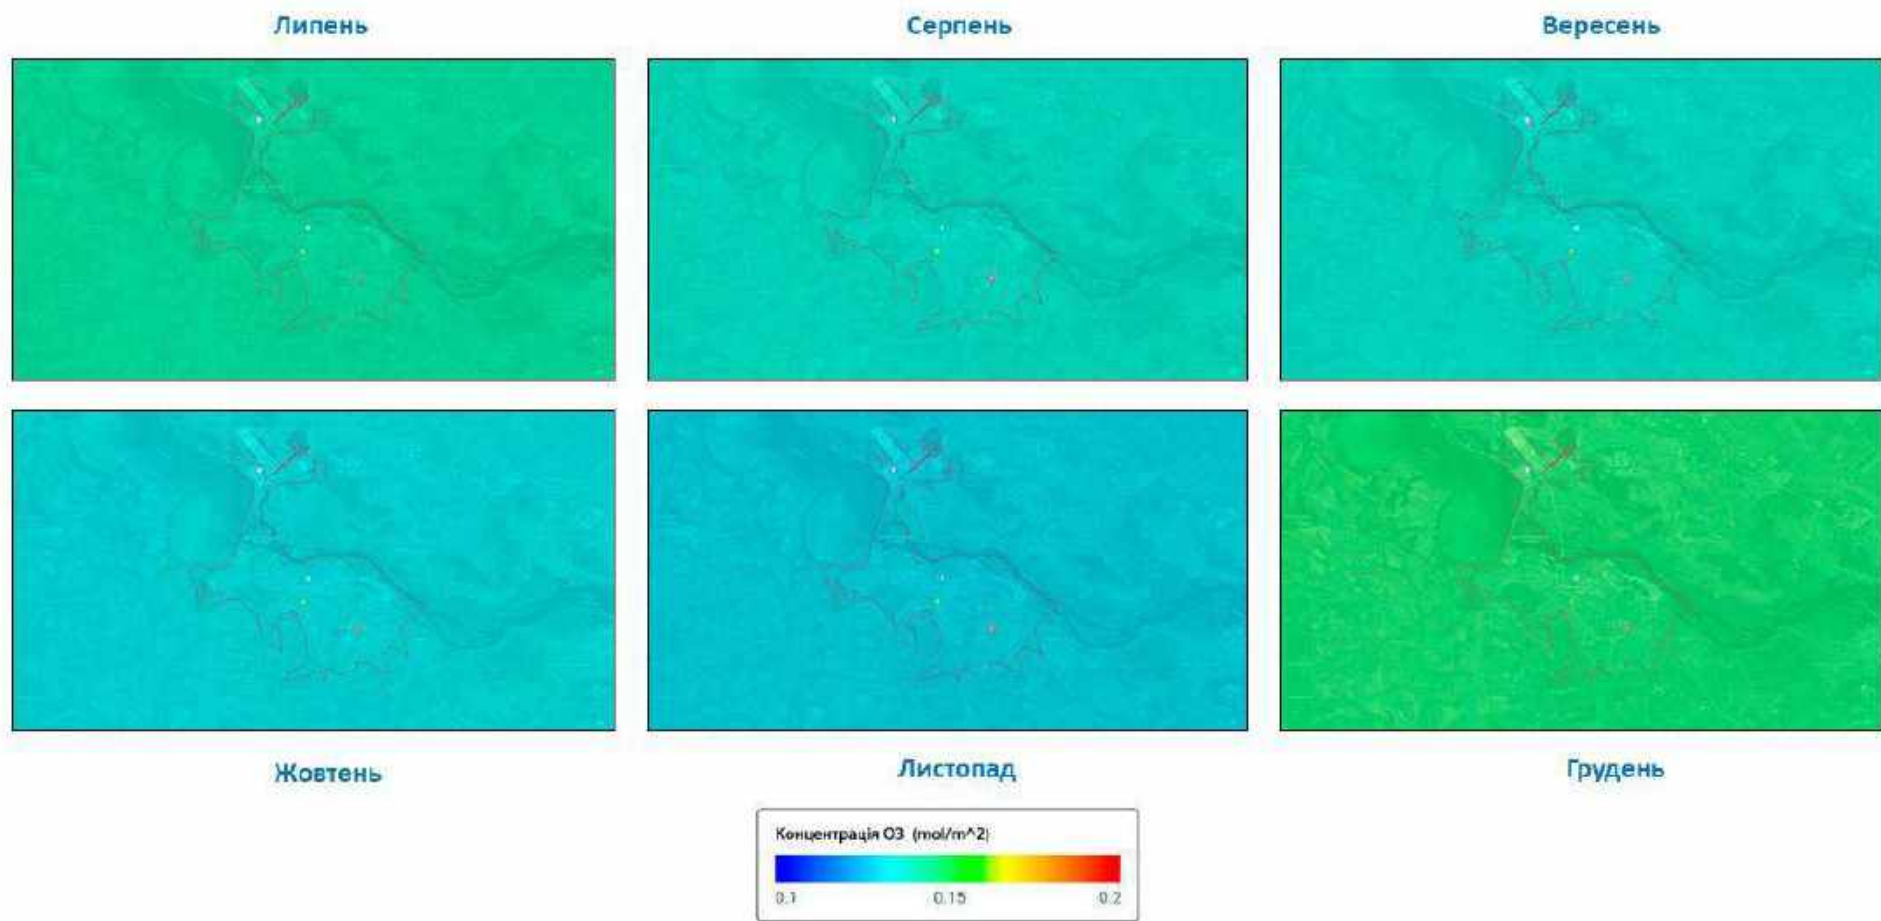 Липень
Серпень
Вересень
Жовтень
Листопад
Грудень
Концентрація O3 (mol/m^2)
0.1
0.15
0.2